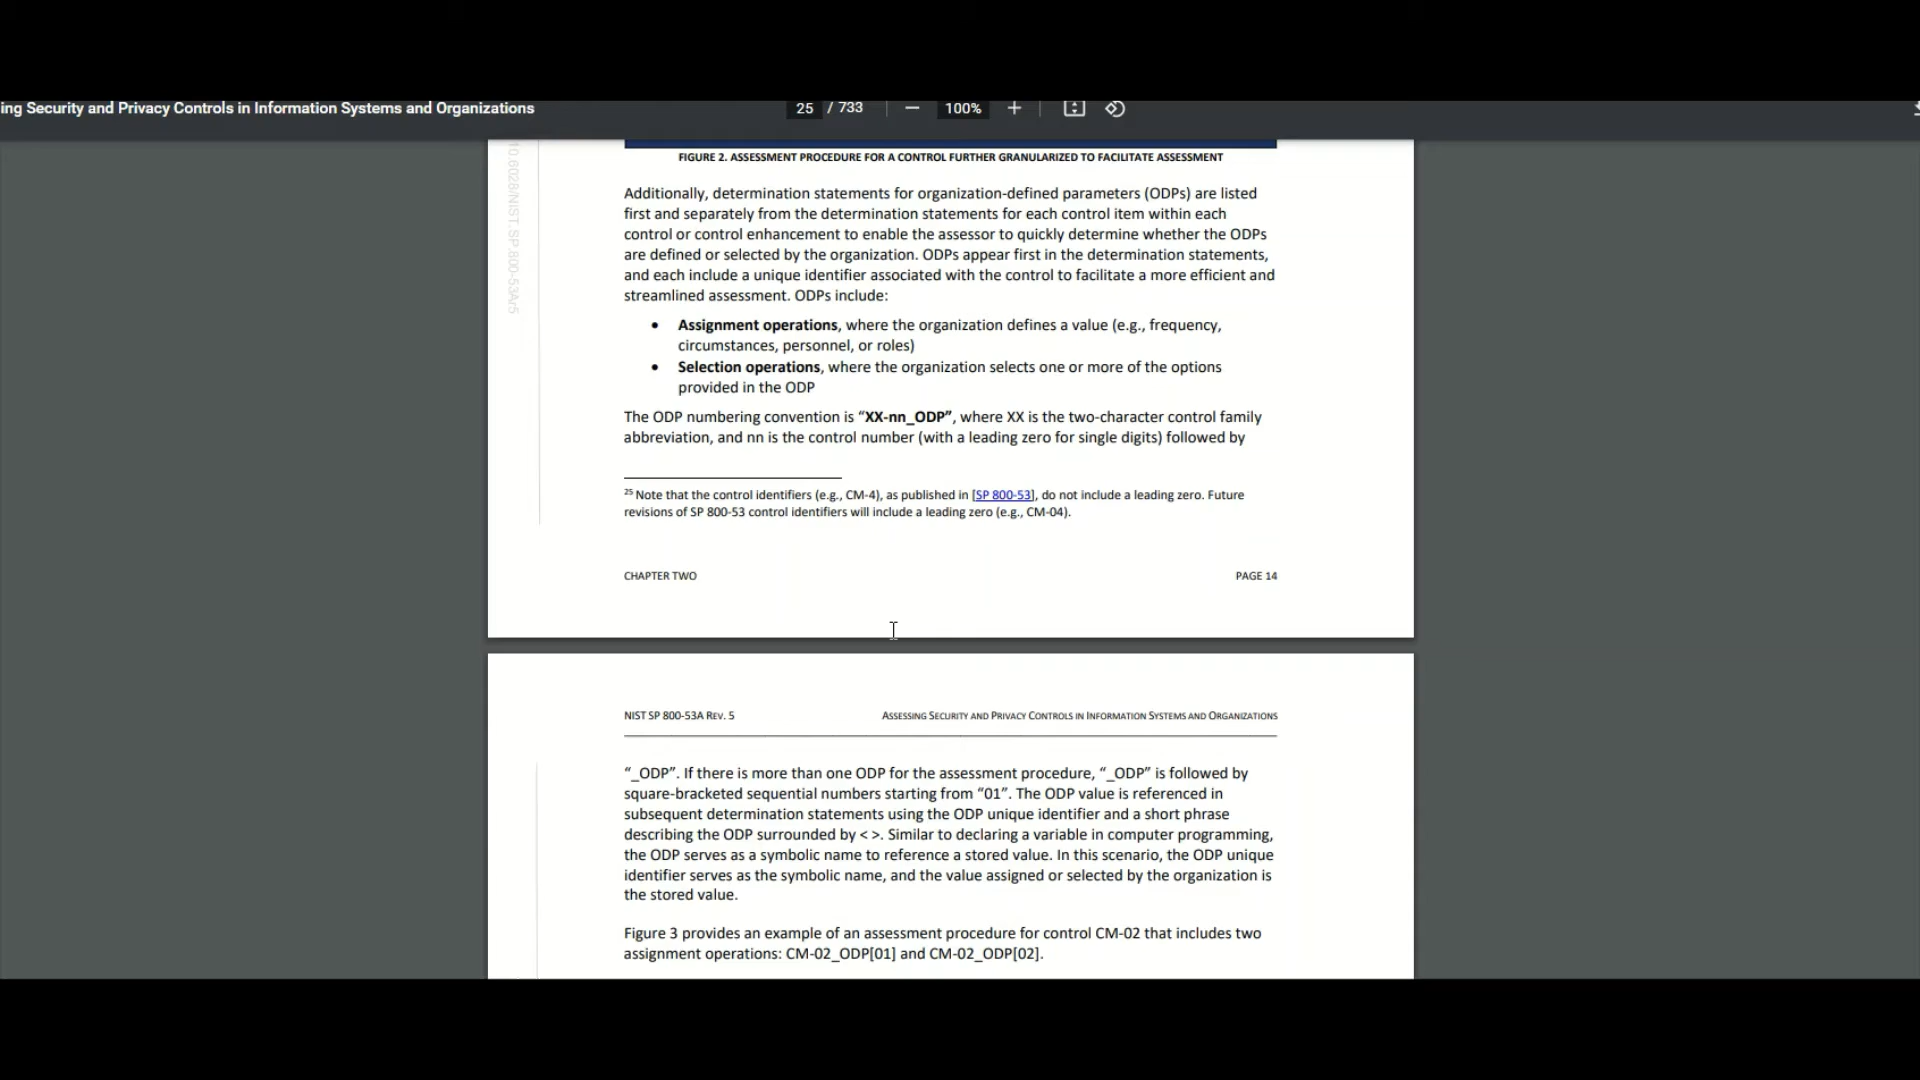 ing Security and Privacy Controls in Information Systems and Organizations
25 / 733
100%
FIGURE 2. ASSESSMENT PROCEDURE FOR A CONTROL FURTHER GRANULARIZED TO FACILITATE ASSESSMENT
10.6028/NIST.SP.800-53Ar5
Additionally, determination statements for organization-defined parameters (ODPs) are listed
first and separately from the determination statements for each control item within each
control or control enhancement to enable the assessor to quickly determine whether the ODPs
are defined or selected by the organization. ODPs appear first in the determination statements,
and each include a unique identifier associated with the control to facilitate a more efficient and
streamlined assessment. ODPs include:
• Assignment operations, where the organization defines a value (e.g., frequency,
circumstances, personnel, or roles)
• Selection operations, where the organization selects one or more of the options
provided in the ODP
The ODP numbering convention is “XX-nn_ODP”, where XX is the two-character control family
abbreviation, and nn is the control number (with a leading zero for single digits) followed by
25 Note that the control identifiers (e.g., CM-4), as published in [SP 800-53], do not include a leading zero. Future
revisions of SP 800-53 control identifiers will include a leading zero (e.g., CM-04).
CHAPTER TWO PAGE 14
NIST SP 800-53A REV. 5 ASSESSING SECURITY AND PRIVACY CONTROLS IN INFORMATION SYSTEMS AND ORGANIZATIONS
“_ODP”. If there is more than one ODP for the assessment procedure, “_ODP” is followed by
square-bracketed sequential numbers starting from “01”. The ODP value is referenced in
subsequent determination statements using the ODP unique identifier and a short phrase
describing the ODP surrounded by < >. Similar to declaring a variable in computer programming,
the ODP serves as a symbolic name to reference a stored value. In this scenario, the ODP unique
identifier serves as the symbolic name, and the value assigned or selected by the organization is
the stored value.
Figure 3 provides an example of an assessment procedure for control CM-02 that includes two
assignment operations: CM-02_ODP[01] and CM-02_ODP[02].